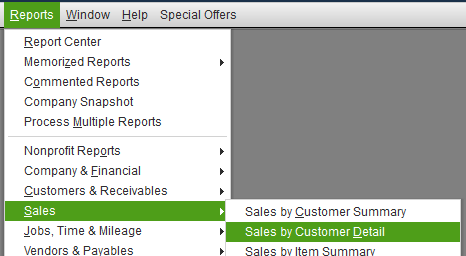 Reports Window Help Special Offers
Report Center
Memorized Reports
Commented Reports
Company Snapshot
Process Multiple Reports
Nonprofit Reports
Company & Financial
Customers & Receivables
Sales
Jobs, Time & Mileage
Vendors & Payables
Sales by Customer Summary
Sales by Customer Detail
Sales by Item Summary